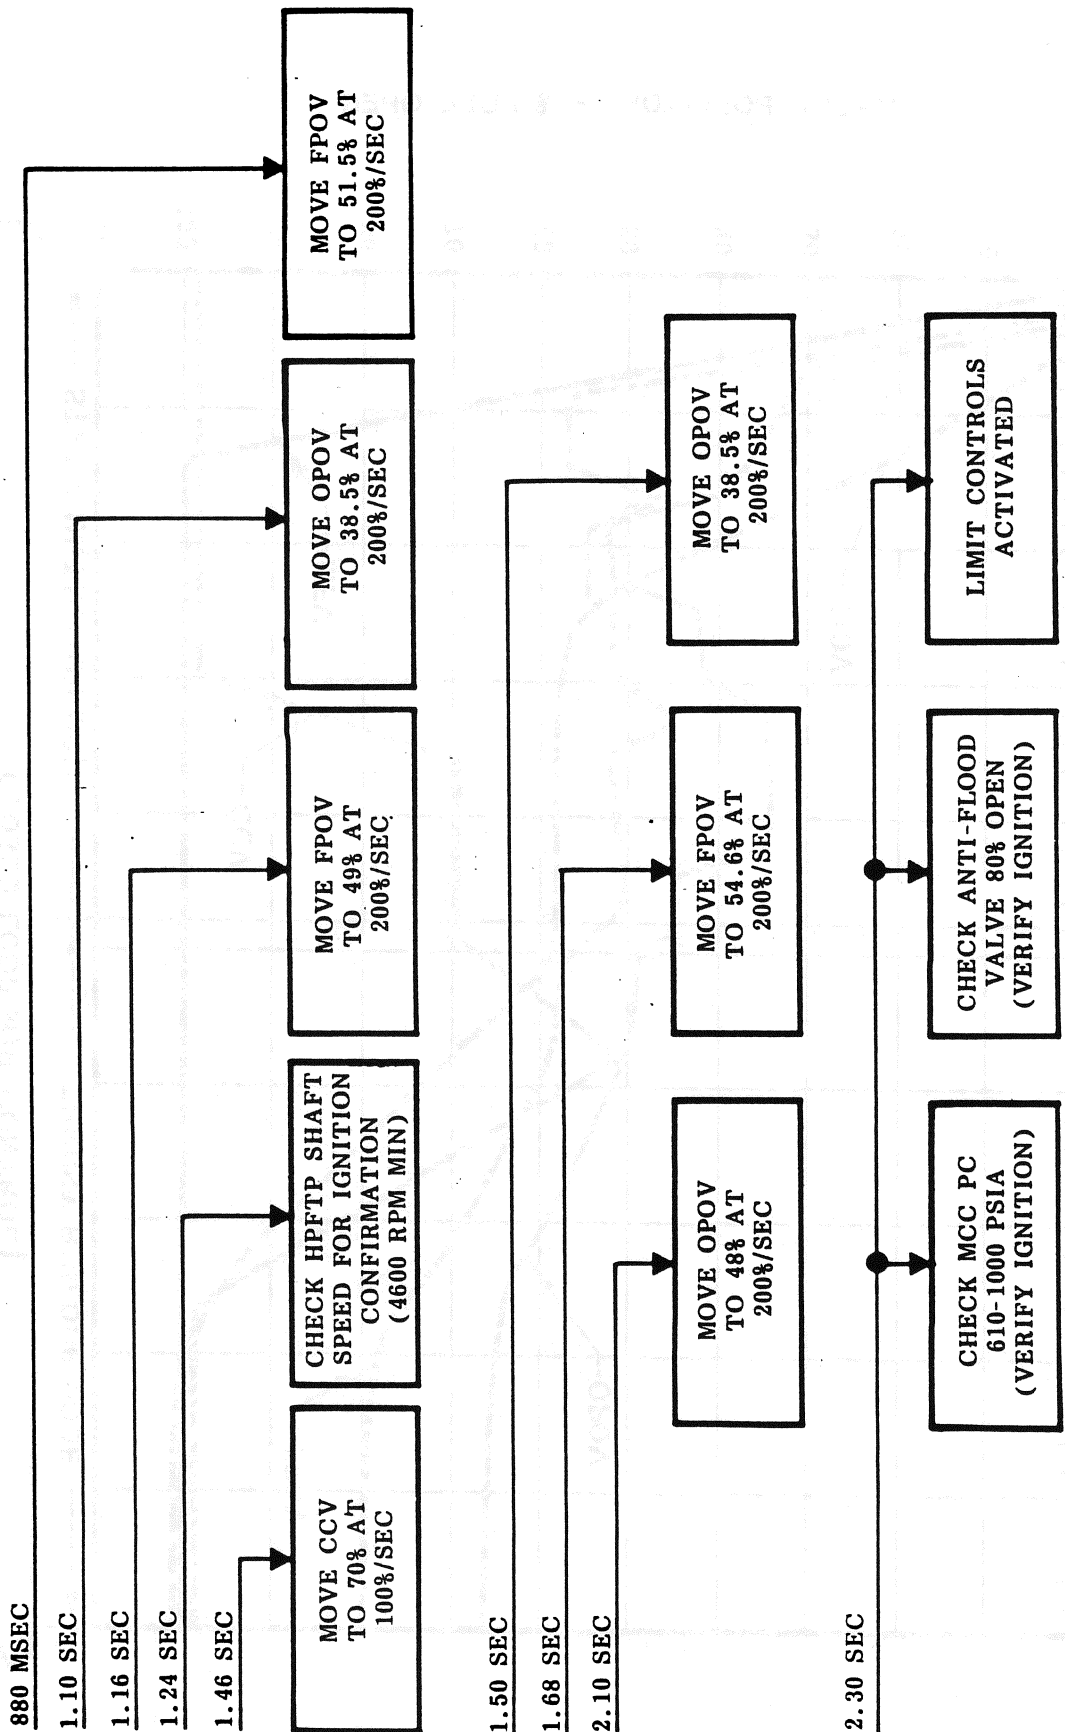 880 MSEC
MOVE FPOV
TO 51.5% AT
200%/SEC
1.10 SEC
MOVE OPOV
TO 38.5% AT
200%/SEC
1.16 SEC
MOVE FPOV
TO 49% AT
200%/SEC
1.24 SEC
CHECK HPFTP SHAFT
SPEED FOR IGNITION
CONFIRMATION
(4600 RPM MIN)
1.46 SEC
MOVE CCV
TO 70% AT
100%/SEC
1.50 SEC
MOVE OPOV
TO 38.5% AT
200%/SEC
1.68 SEC
MOVE FPOV
TO 54.6% AT
200%/SEC
2.10 SEC
MOVE OPOV
TO 48% AT
200%/SEC
2.30 SEC
CHECK MCC PC
610-1000 PSIA
(VERIFY IGNITION)
CHECK ANTI-FLOOD
VALVE 80% OPEN
(VERIFY IGNITION)
LIMIT CONTROLS
ACTIVATED